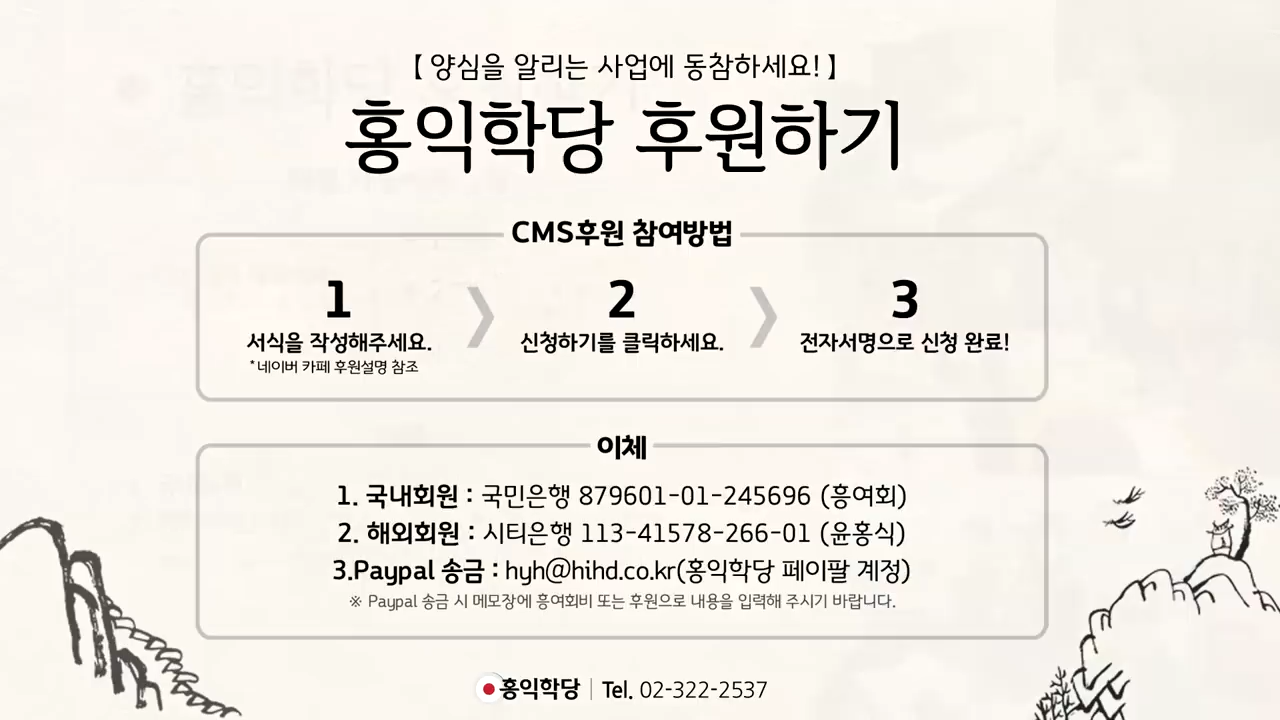 【 양심을 알리는 사업에 동참하세요! 】
홍익학당 후원하기
CMS후원 참여방법
1
서식을 작성해주세요.
*네이버 카페 후원설명 참조
2
신청하기를 클릭하세요.
3
전자서명으로 신청 완료!
이체
1. 국내회원 : 국민은행 879601-01-245696 (흥여회)
2. 해외회원 : 시티은행 113-41578-266-01 (윤홍식)
3.Paypal 송금 : hyh@hihd.co.kr(홍익학당 페이팔 계정)
※ Paypal 송금 시 메모장에 흥여회비 또는 후원으로 내용을 입력해 주시기 바랍니다.
홍익학당 | Tel. 02-322-2537